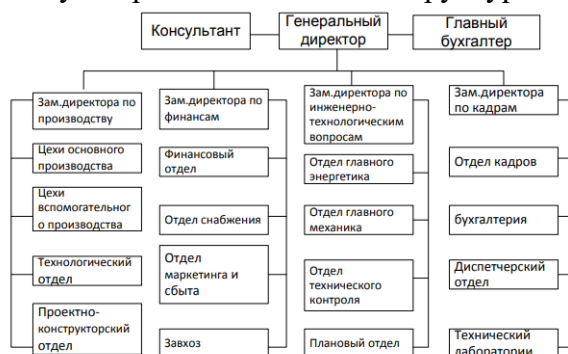 Консультант
Генеральный
директор
Главный
бухгалтер
Зам.директора по
производству
Зам.директора по
финансам
Зам.директора по
инженерно-
технологическим
вопросам
Зам.директора
по кадрам
Цехи основного
производства
Финансовый
отдел
Отдел главного
энергетика
Отдел кадров
Цехи
вспомогательног
о производства
Отдел снабжения
Отдел главного
механика
бухгалтерия
Технологический
отдел
Отдел
маркетинга и
сбыта
Отдел
технического
контроля
Диспетчерский
отдел
Проектно-
конструкторский
отдел
Завхоз
Плановый отдел
Технический
лаборатории